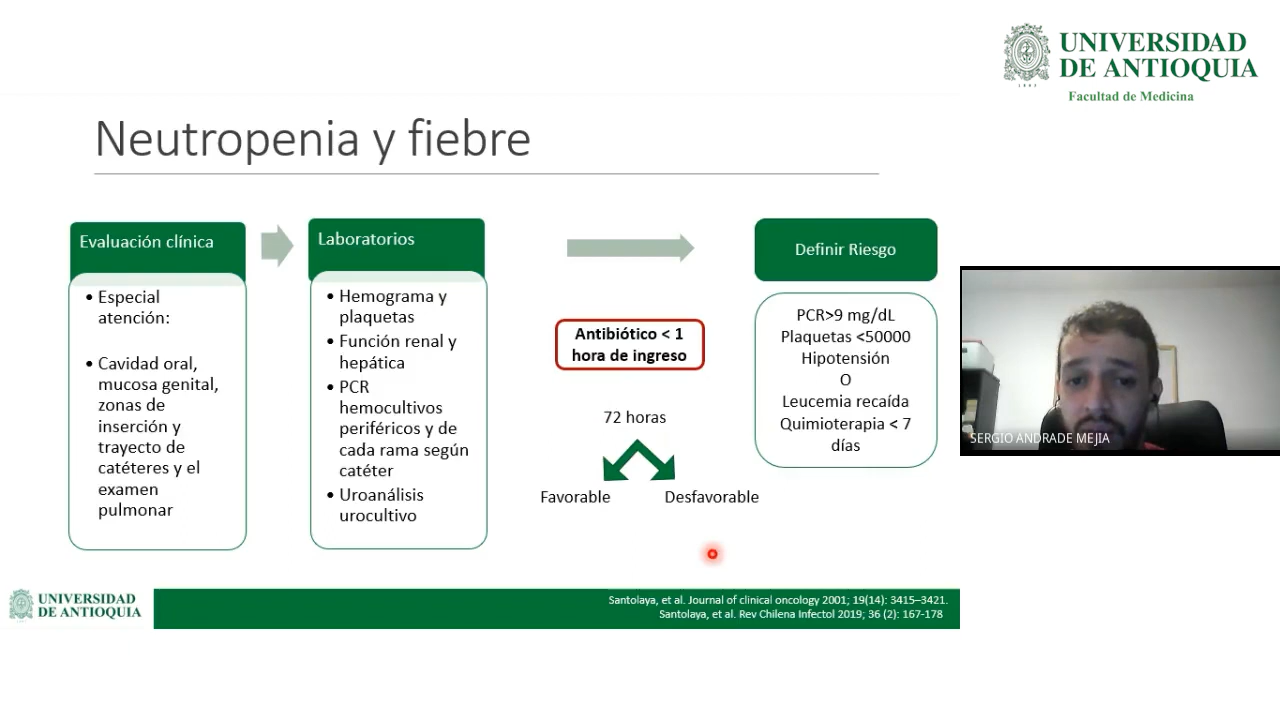 UNIVERSIDAD
DE ANTIOQUIA
Facultad de Medicina
Neutropenia y fiebre
Evaluación clínica
• Especial
atención:
• Cavidad oral,
mucosa genital,
zonas de
inserción y
trayecto de
catéteres y el
examen
pulmonar
Laboratorios
• Hemograma y
plaquetas
• Función renal y
hepática
• PCR
hemocultivos
periféricos y de
cada rama según
catéter
• Uroanálisis
urocultivo
Antibiótico < 1
hora de ingreso
72 horas
Favorable
Desfavorable
Definir Riesgo
PCR>9 mg/dL
Plaquetas <50000
Hipotensión
O
Leucemia recaída
Quimioterapia < 7
días
SERGIO ANDRADE MEJIA
UNIVERSIDAD
DE ANTIOQUIA
Santolaya, et al. Journal of clinical oncology 2001; 19(14): 3415–3421.
Santolaya, et al. Rev Chilena Infectol 2019; 36 (2): 167-178